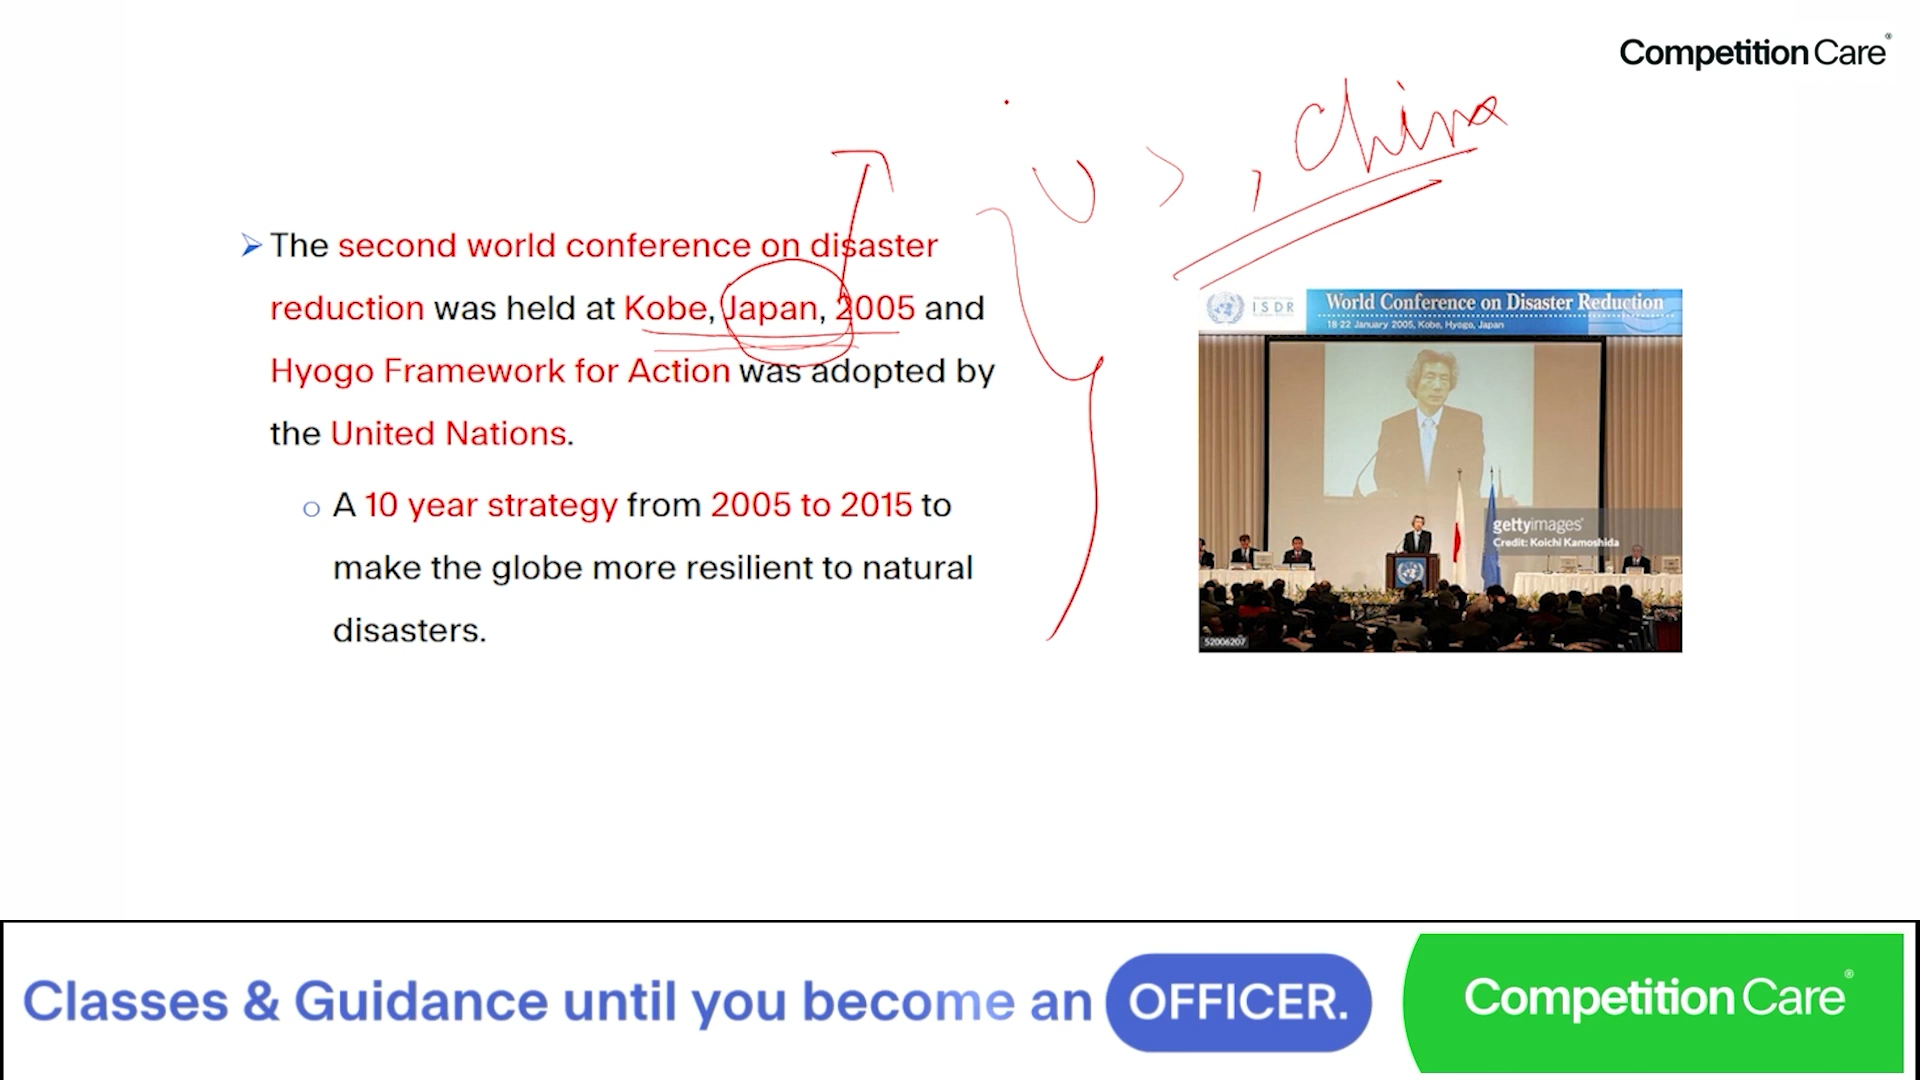 Competition Care
US, China
The second world conference on disaster
reduction was held at Kobe, Japan, 2005 and
Hyogo Framework for Action was adopted by
the United Nations.
A 10 year strategy from 2005 to 2015 to
make the globe more resilient to natural
disasters.
ISDR
World Conference on Disaster Reduction
18-22 January 2005, Kobe, Hyogo, Japan
gettyimages®
Credit: Koichi Kamoshida
52006207
Classes & Guidance until you become an OFFICER.
Competition Care®